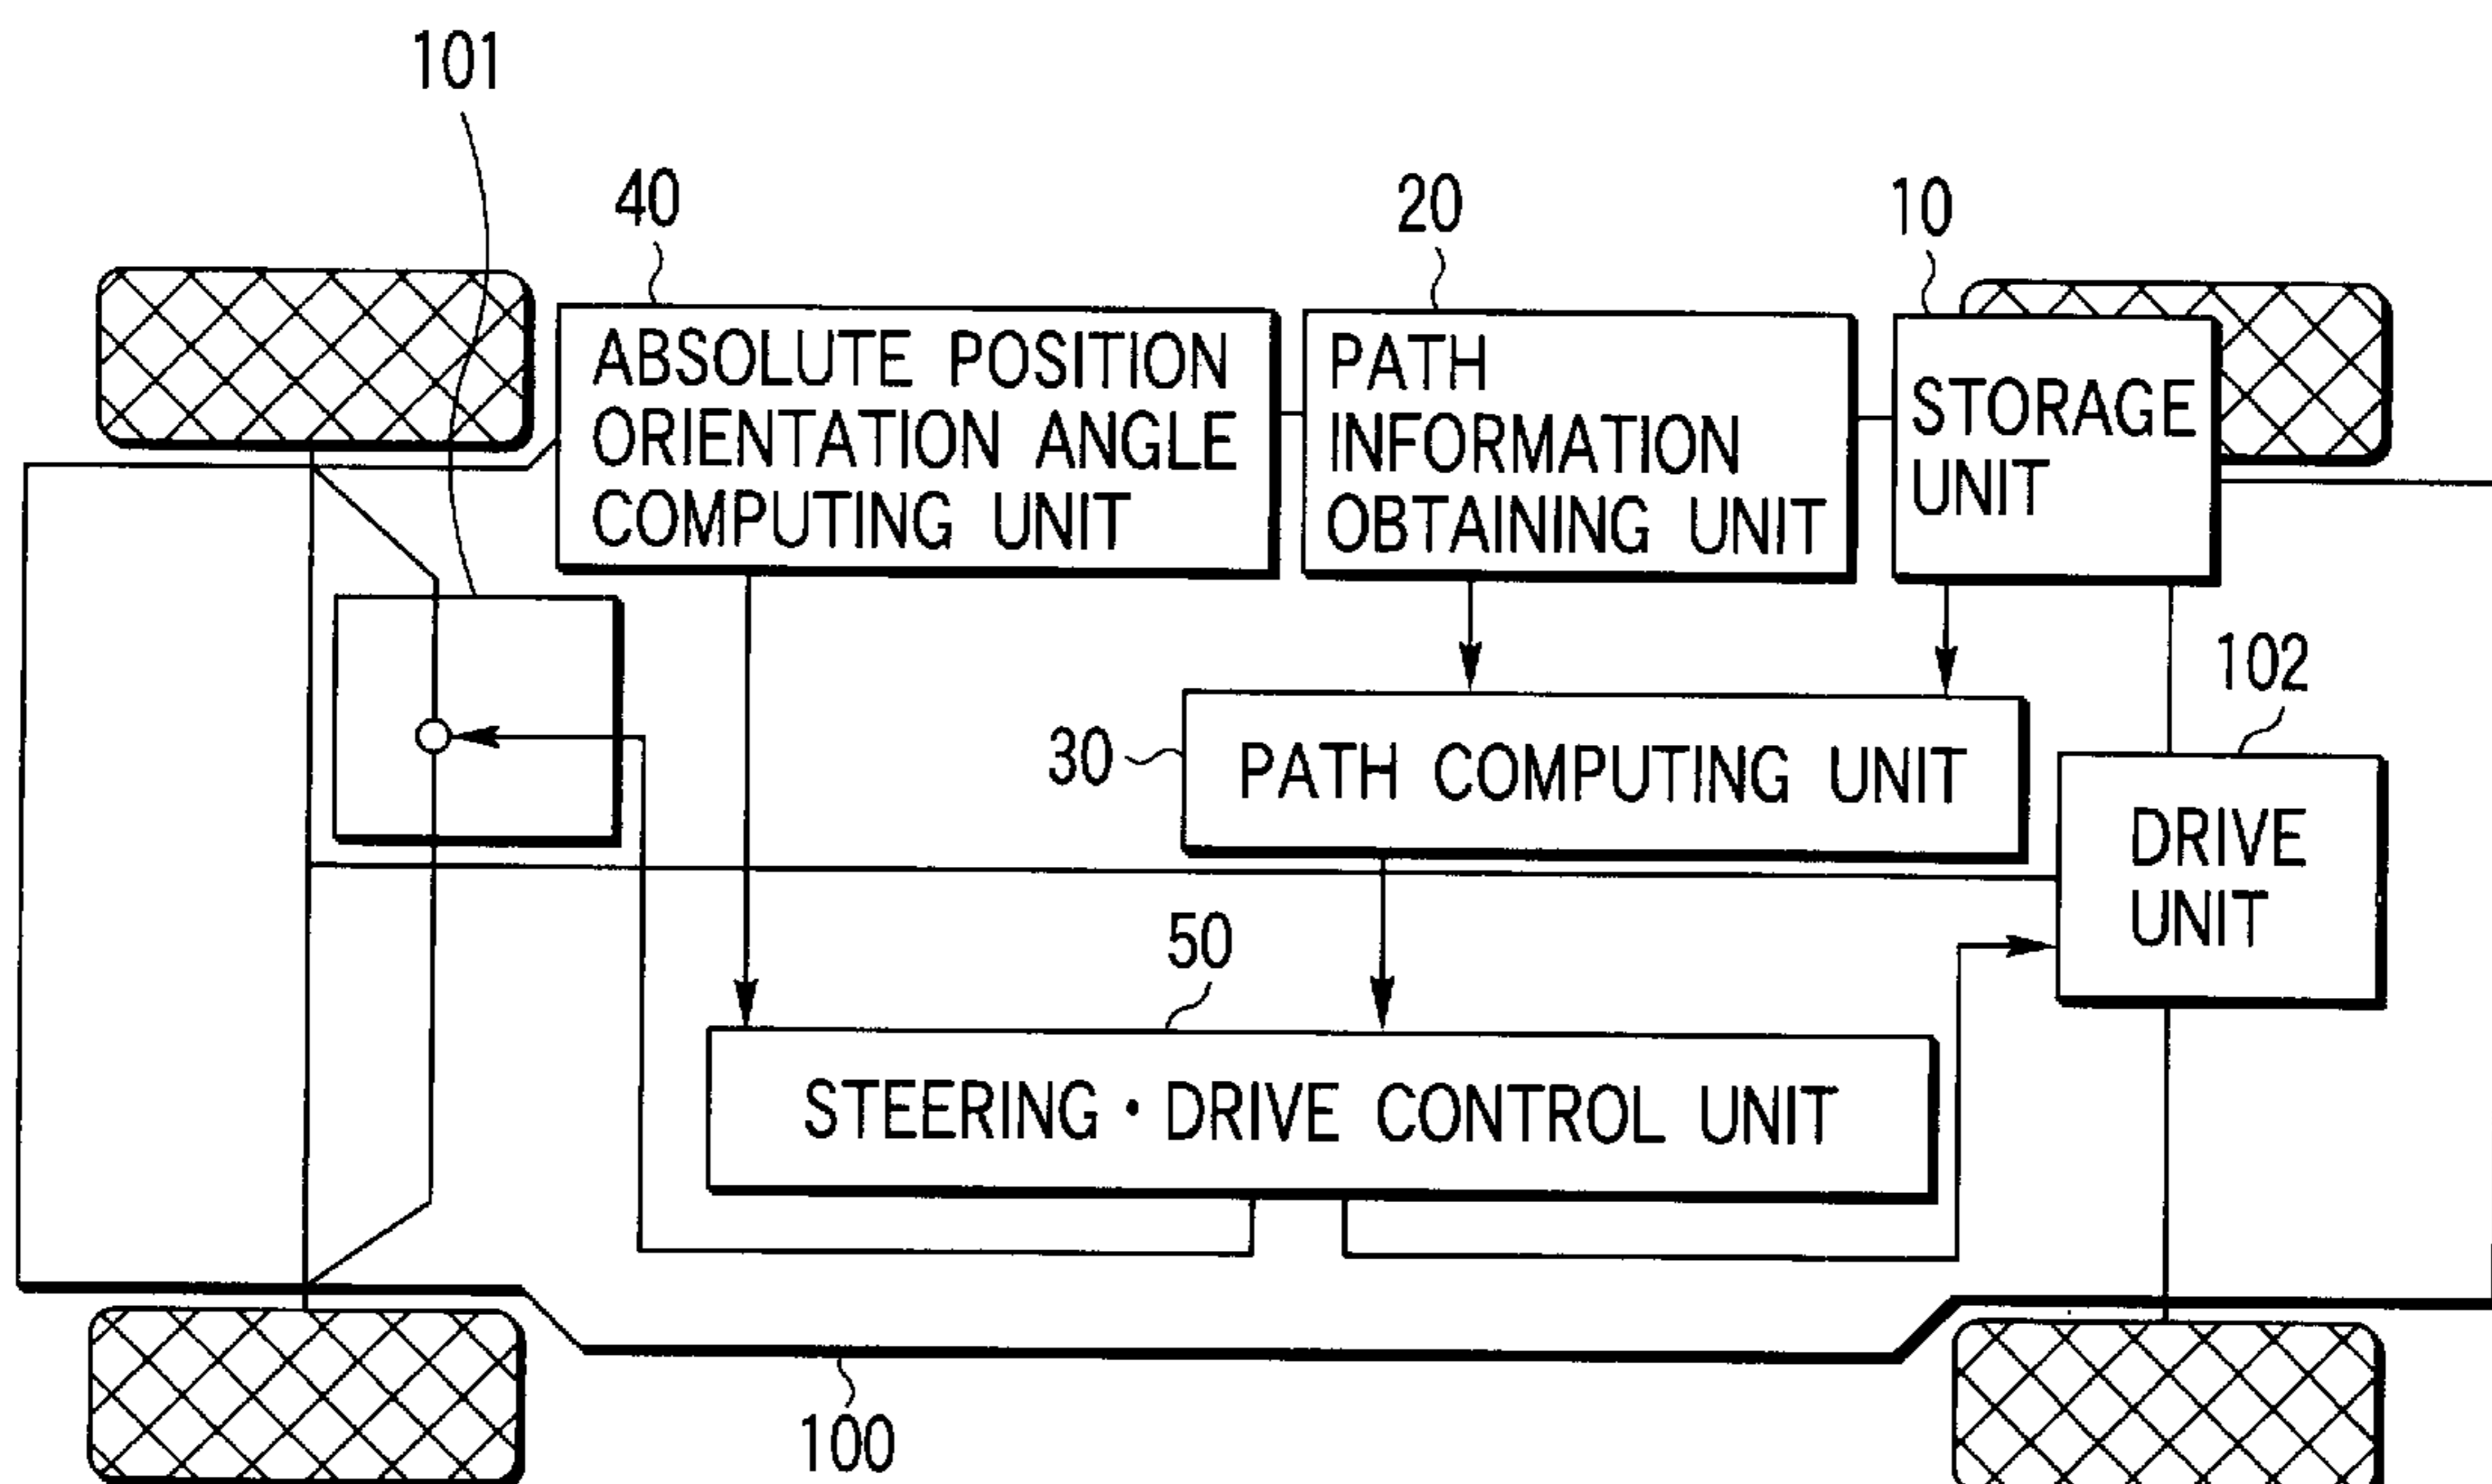 101
40
20
10
ABSOLUTE POSITION
ORIENTATION ANGLE
COMPUTING UNIT
PATH
INFORMATION
OBTAINING UNIT
STORAGE
UNIT
102
30
PATH COMPUTING UNIT
DRIVE
UNIT
50
STEERING・DRIVE CONTROL UNIT
100